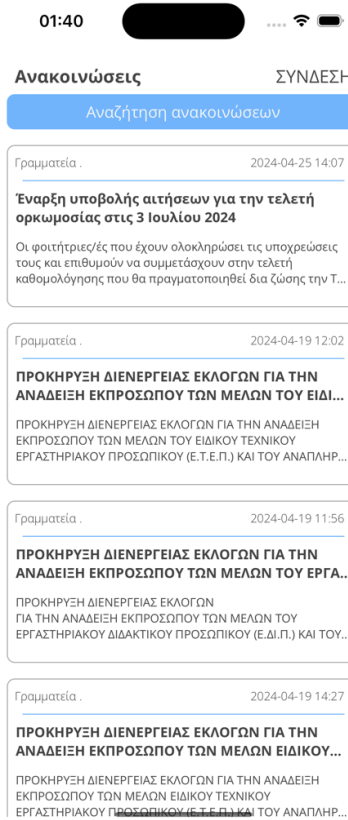 01:40
Ανακοινώσεις ΣΥΝΔΕΣΗ
Αναζήτηση ανακοινώσεων
Γραμματεία . 2024-04-25 14:07
Έναρξη υποβολής αιτήσεων για την τελετή
ορκωμοσίας στις 3 Ιουλίου 2024
Οι φοιτήτριες/ές που έχουν ολοκληρώσει τις υποχρεώσεις
τους και επιθυμούν να συμμετάσχουν στην τελετή
καθομολόγησης που θα πραγματοποιηθεί δια ζώσης την Τ...
Γραμματεία . 2024-04-19 12:02
ΠΡΟΚΗΡΥΞΗ ΔΙΕΝΕΡΓΕΙΑΣ ΕΚΛΟΓΩΝ ΓΙΑ ΤΗΝ
ΑΝΑΔΕΙΞΗ ΕΚΠΡΟΣΩΠΟΥ ΤΩΝ ΜΕΛΩΝ ΤΟΥ ΕΙΔΙ...
ΠΡΟΚΗΡΥΞΗ ΔΙΕΝΕΡΓΕΙΑΣ ΕΚΛΟΓΩΝ ΓΙΑ ΤΗΝ ΑΝΑΔΕΙΞΗ
ΕΚΠΡΟΣΩΠΟΥ ΤΩΝ ΜΕΛΩΝ ΤΟΥ ΕΙΔΙΚΟΥ ΤΕΧΝΙΚΟΥ
ΕΡΓΑΣΤΗΡΙΑΚΟΥ ΠΡΟΣΩΠΙΚΟΥ (Ε.Τ.Ε.Π.) ΚΑΙ ΤΟΥ ΑΝΑΠΛΗΡ...
Γραμματεία . 2024-04-19 11:56
ΠΡΟΚΗΡΥΞΗ ΔΙΕΝΕΡΓΕΙΑΣ ΕΚΛΟΓΩΝ ΓΙΑ ΤΗΝ
ΑΝΑΔΕΙΞΗ ΕΚΠΡΟΣΩΠΟΥ ΤΩΝ ΜΕΛΩΝ ΤΟΥ ΕΡΓΑ...
ΠΡΟΚΗΡΥΞΗ ΔΙΕΝΕΡΓΕΙΑΣ ΕΚΛΟΓΩΝ
ΓΙΑ ΤΗΝ ΑΝΑΔΕΙΞΗ ΕΚΠΡΟΣΩΠΟΥ ΤΩΝ ΜΕΛΩΝ ΤΟΥ
ΕΡΓΑΣΤΗΡΙΑΚΟΥ ΔΙΔΑΚΤΙΚΟΥ ΠΡΟΣΩΠΙΚΟΥ (Ε.ΔΙ.Π.) ΚΑΙ ΤΟΥ...
Γραμματεία . 2024-04-19 14:27
ΠΡΟΚΗΡΥΞΗ ΔΙΕΝΕΡΓΕΙΑΣ ΕΚΛΟΓΩΝ ΓΙΑ ΤΗΝ
ΑΝΑΔΕΙΞΗ ΕΚΠΡΟΣΩΠΟΥ ΤΩΝ ΜΕΛΩΝ ΕΙΔΙΚΟΥ...
ΠΡΟΚΗΡΥΞΗ ΔΙΕΝΕΡΓΕΙΑΣ ΕΚΛΟΓΩΝ ΓΙΑ ΤΗΝ ΑΝΑΔΕΙΞΗ
ΕΚΠΡΟΣΩΠΟΥ ΤΩΝ ΜΕΛΩΝ ΤΟΥ ΕΙΔΙΚΟΥ ΤΕΧΝΙΚΟΥ
ΕΡΓΑΣΤΗΡΙΑΚΟΥ ΠΡΟΣΩΠΙΚΟΥ (Ε.Τ.Ε.Π.) ΚΑΙ ΤΟΥ ΑΝΑΠΛΗΡ...